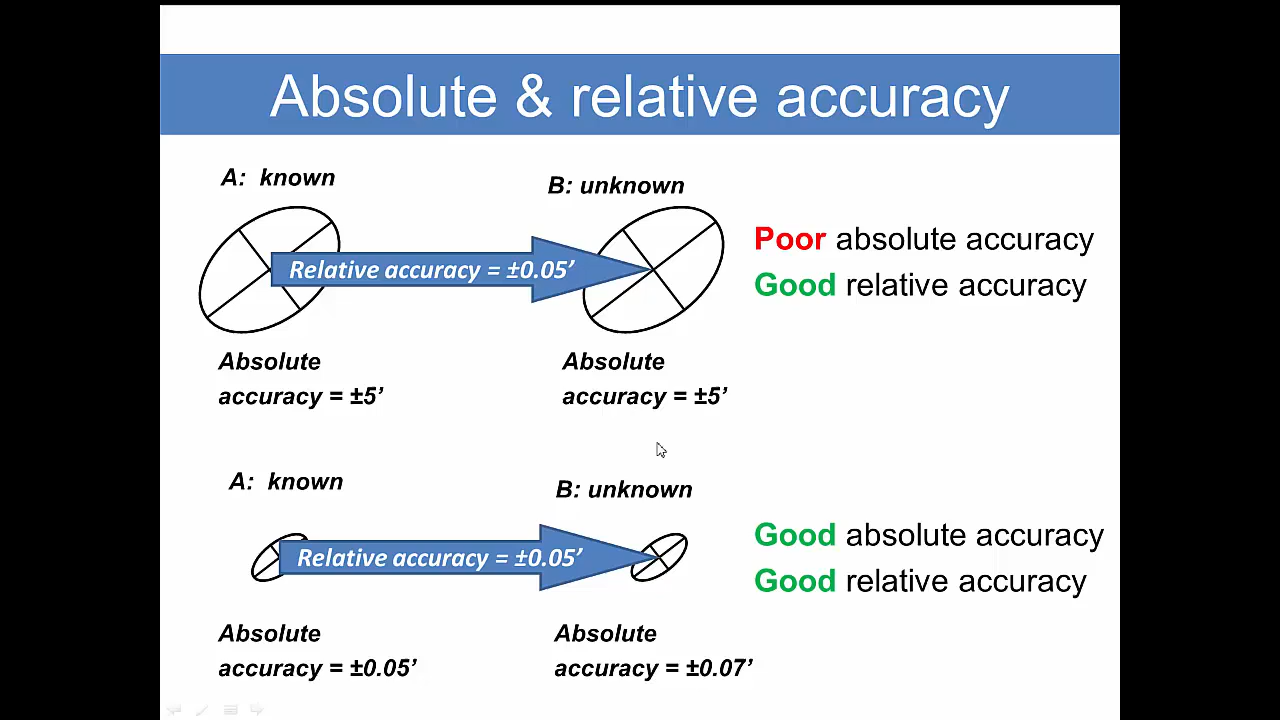 Absolute & relative accuracy
A:  known
B: unknown
Relative accuracy = ±0.05’
Poor absolute accuracy
Good relative accuracy
Absolute
accuracy = ±5’
Absolute
accuracy = ±5’
A:  known
B: unknown
Relative accuracy = ±0.05’
Good absolute accuracy
Good relative accuracy
Absolute
accuracy = ±0.05’
Absolute
accuracy = ±0.07’